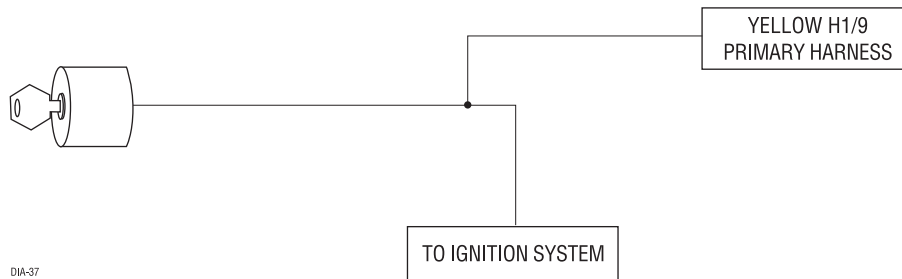 YELLOW H1/9
PRIMARY HARNESS
TO IGNITION SYSTEM
DIA-37